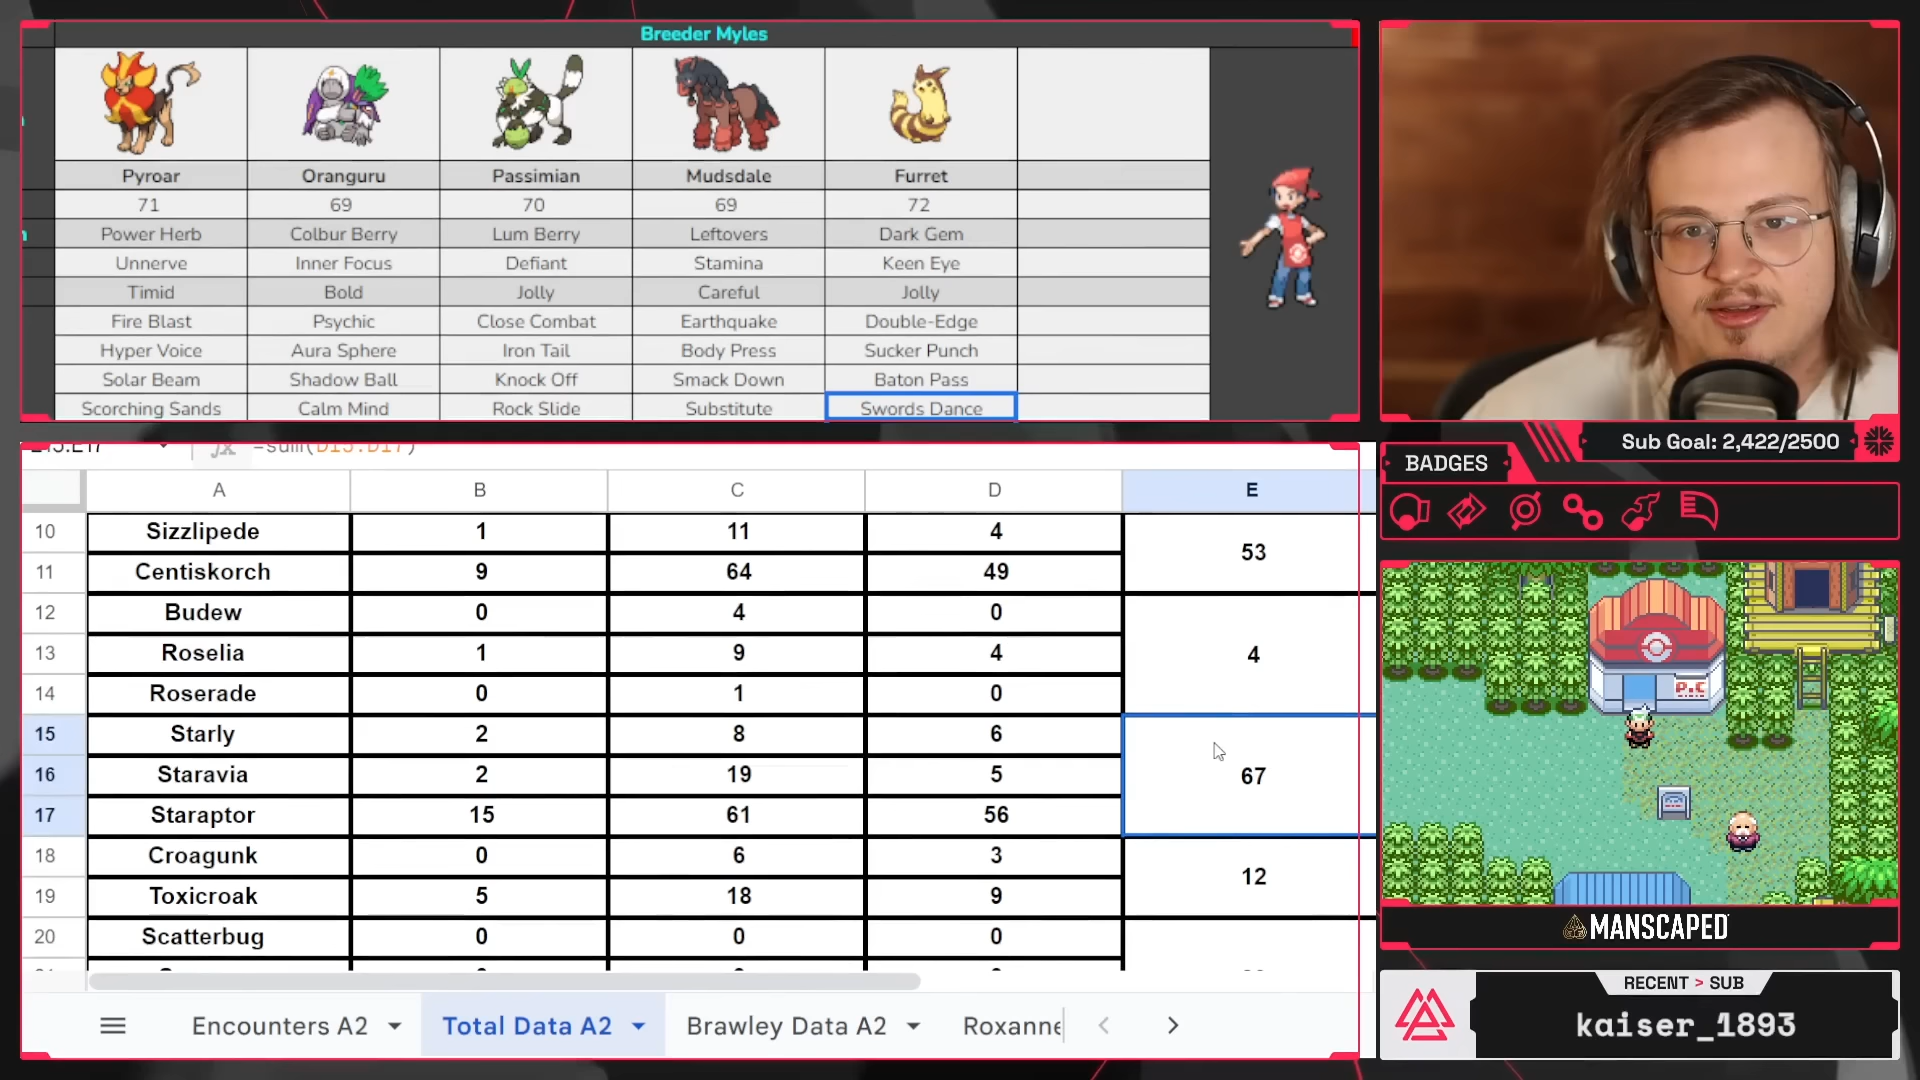 Breeder Myles
Pyroar Oranguru Passimian Mudsdale Furret
71 69 70 69 72
Power Herb Colbur Berry Lum Berry Leftovers Dark Gem
Unnerve Inner Focus Defiant Stamina Keen Eye
Timid Bold Jolly Careful Jolly
Fire Blast Psychic Close Combat Earthquake Double-Edge
Hyper Voice Aura Sphere Iron Tail Body Press Sucker Punch
Solar Beam Shadow Ball Knock Off Smack Down Baton Pass
Scorching Sands Calm Mind Rock Slide Substitute Swords Dance
Sub Goal: 2,422/2500
BADGES
=sum(D15:D17)
A B C D E
10 Sizzlipede 1 11 4
53
11 Centiskorch 9 64 49
12 Budew 0 4 0
13 Roselia 1 9 4 4
14 Roserade 0 1 0
15 Starly 2 8 6
16 Staravia 2 19 5 67
17 Staraptor 15 61 56
18 Croagunk 0 6 3
12
19 Toxicroak 5 18 9
20 Scatterbug 0 0 0
Encounters A2 Total Data A2 Brawley Data A2 Roxanne
P.C
MANSCAPED
RECENT > SUB
kaiser_1893